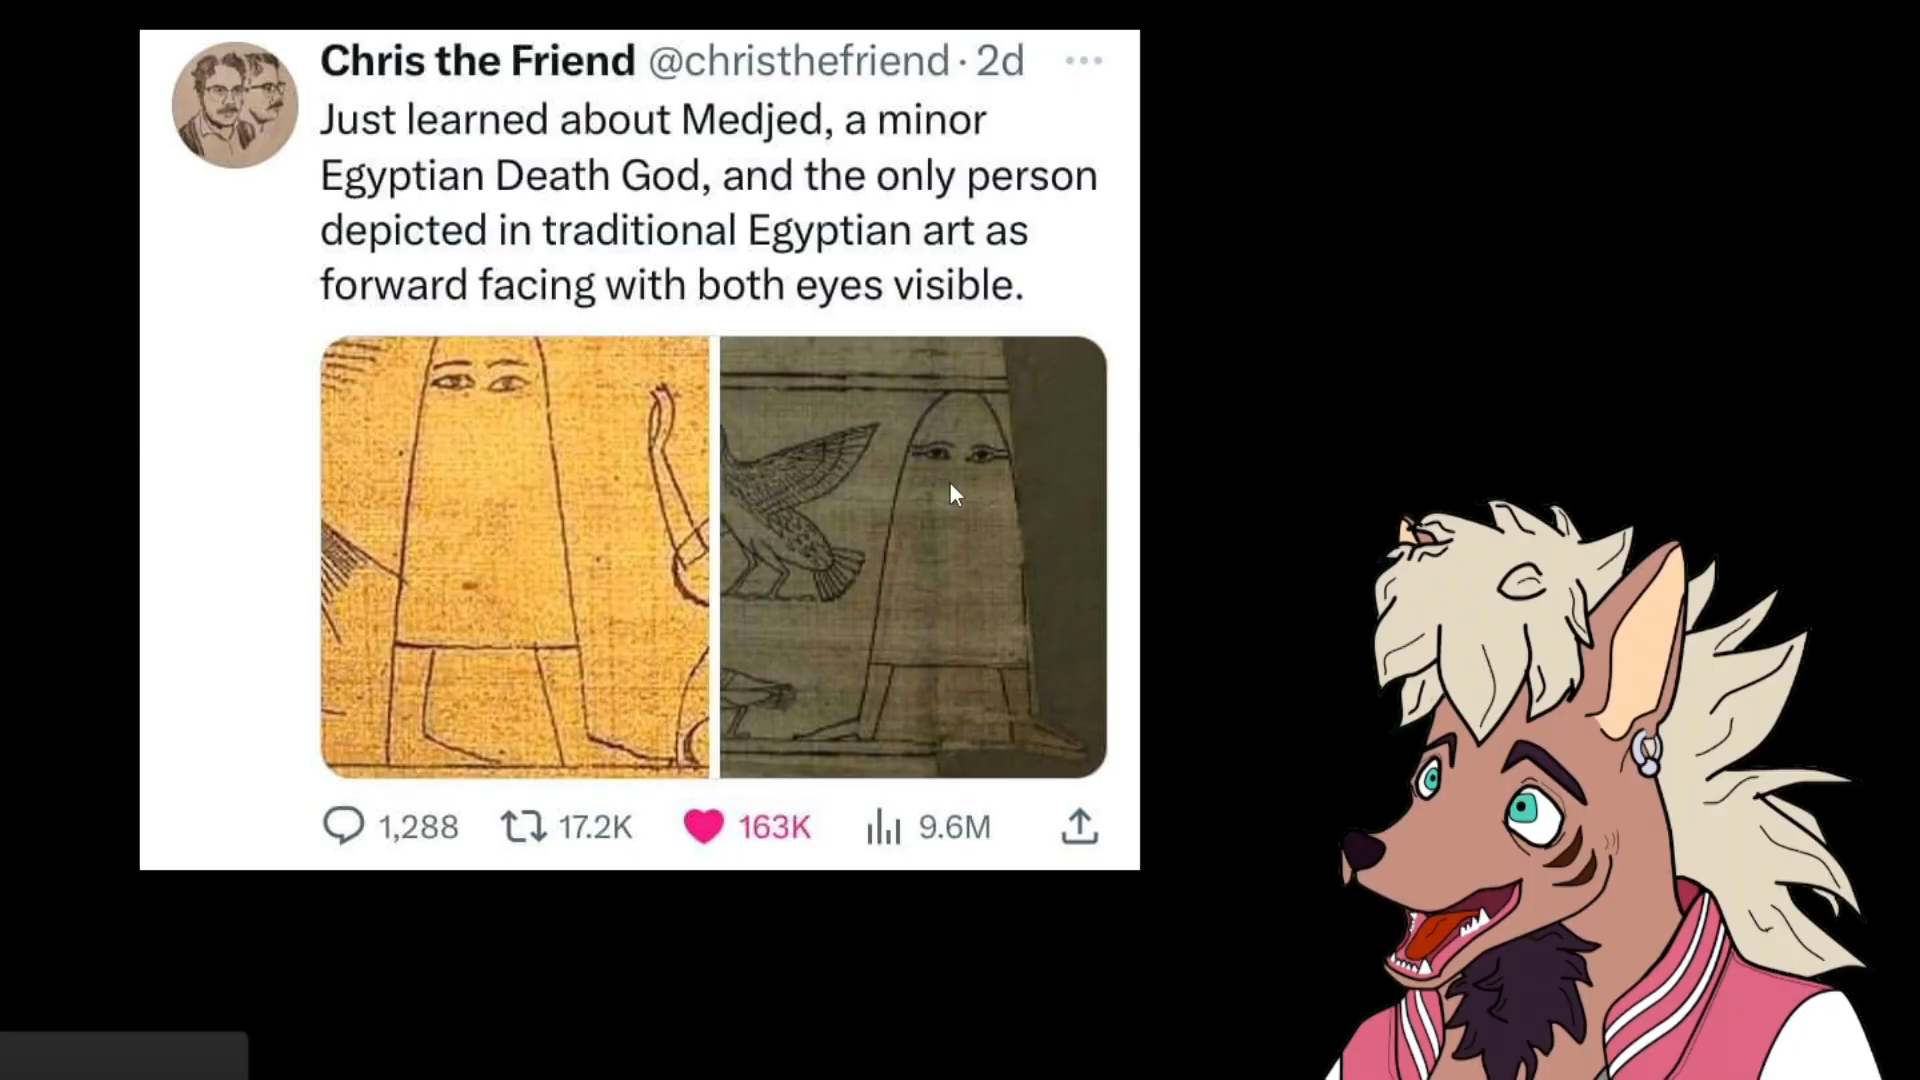 Chris the Friend @christhefriend · 2d
Just learned about Medjed, a minor
Egyptian Death God, and the only person
depicted in traditional Egyptian art as
forward facing with both eyes visible.
1,288 17.2K 163K 9.6M